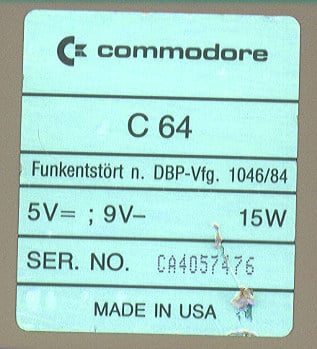 commodore
C 64
Funkentstört n. DBP-Vfg. 1046/84
5V= ; 9V– 15W
SER. NO. CA4057476
MADE IN USA